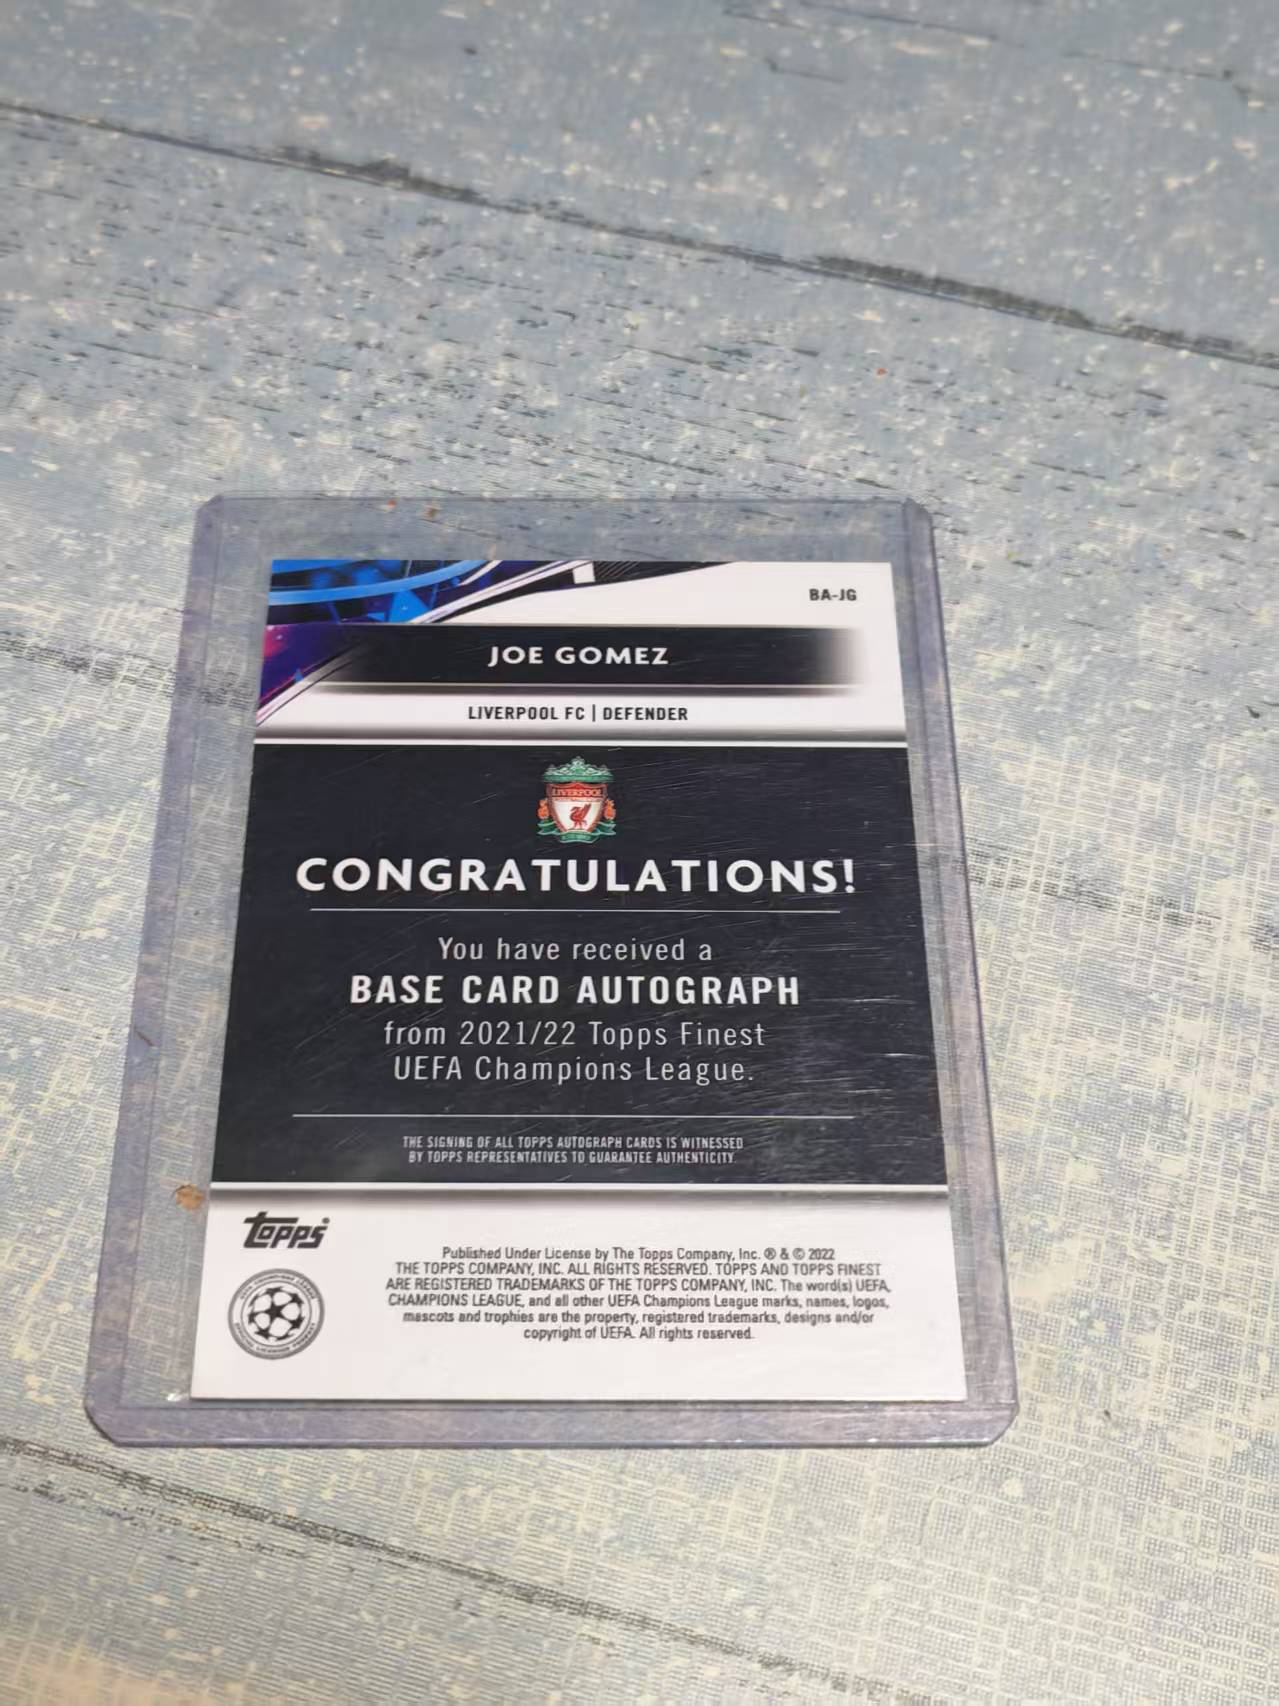 BA-JG
JOE GOMEZ
LIVERPOOL FC | DEFENDER
LIVERPOOL
CONGRATULATIONS!
You have received a
BASE CARD AUTOGRAPH
from 2021/22 Topps Finest
UEFA Champions League.
THE SIGNING OF ALL TOPPS AUTOGRAPH CARDS IS WITNESSED
BY TOPPS REPRESENTATIVES TO GUARANTEE AUTHENTICITY.
Topps
Published Under License by The Topps Company, Inc. ® & © 2022
THE TOPPS COMPANY, INC. ALL RIGHTS RESERVED. TOPPS AND TOPPS FINEST
ARE REGISTERED TRADEMARKS OF THE TOPPS COMPANY, INC. The word(s) UEFA,
CHAMPIONS LEAGUE, and all other UEFA Champions League marks, names, logos,
mascots and trophies are the property, registered trademarks, designs and/or
copyright of UEFA. All rights reserved.